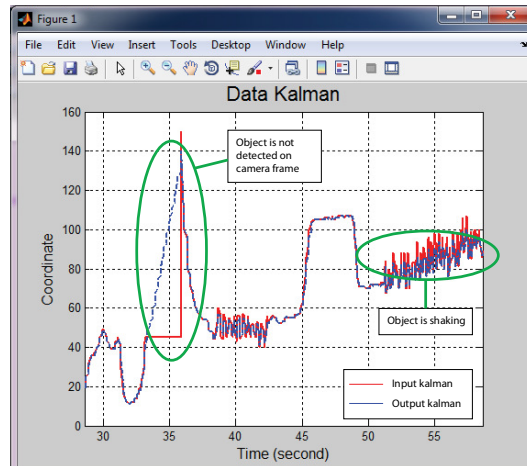 Figure 1
File Edit View Insert Tools Desktop Window Help
Data Kalman
160
140
120
100
80
60
40
20
0
Coordinate
Object is not
detected on
camera frame
Object is shaking
Input kalman
Output kalman
30 35 40 45 50 55
Time (second)